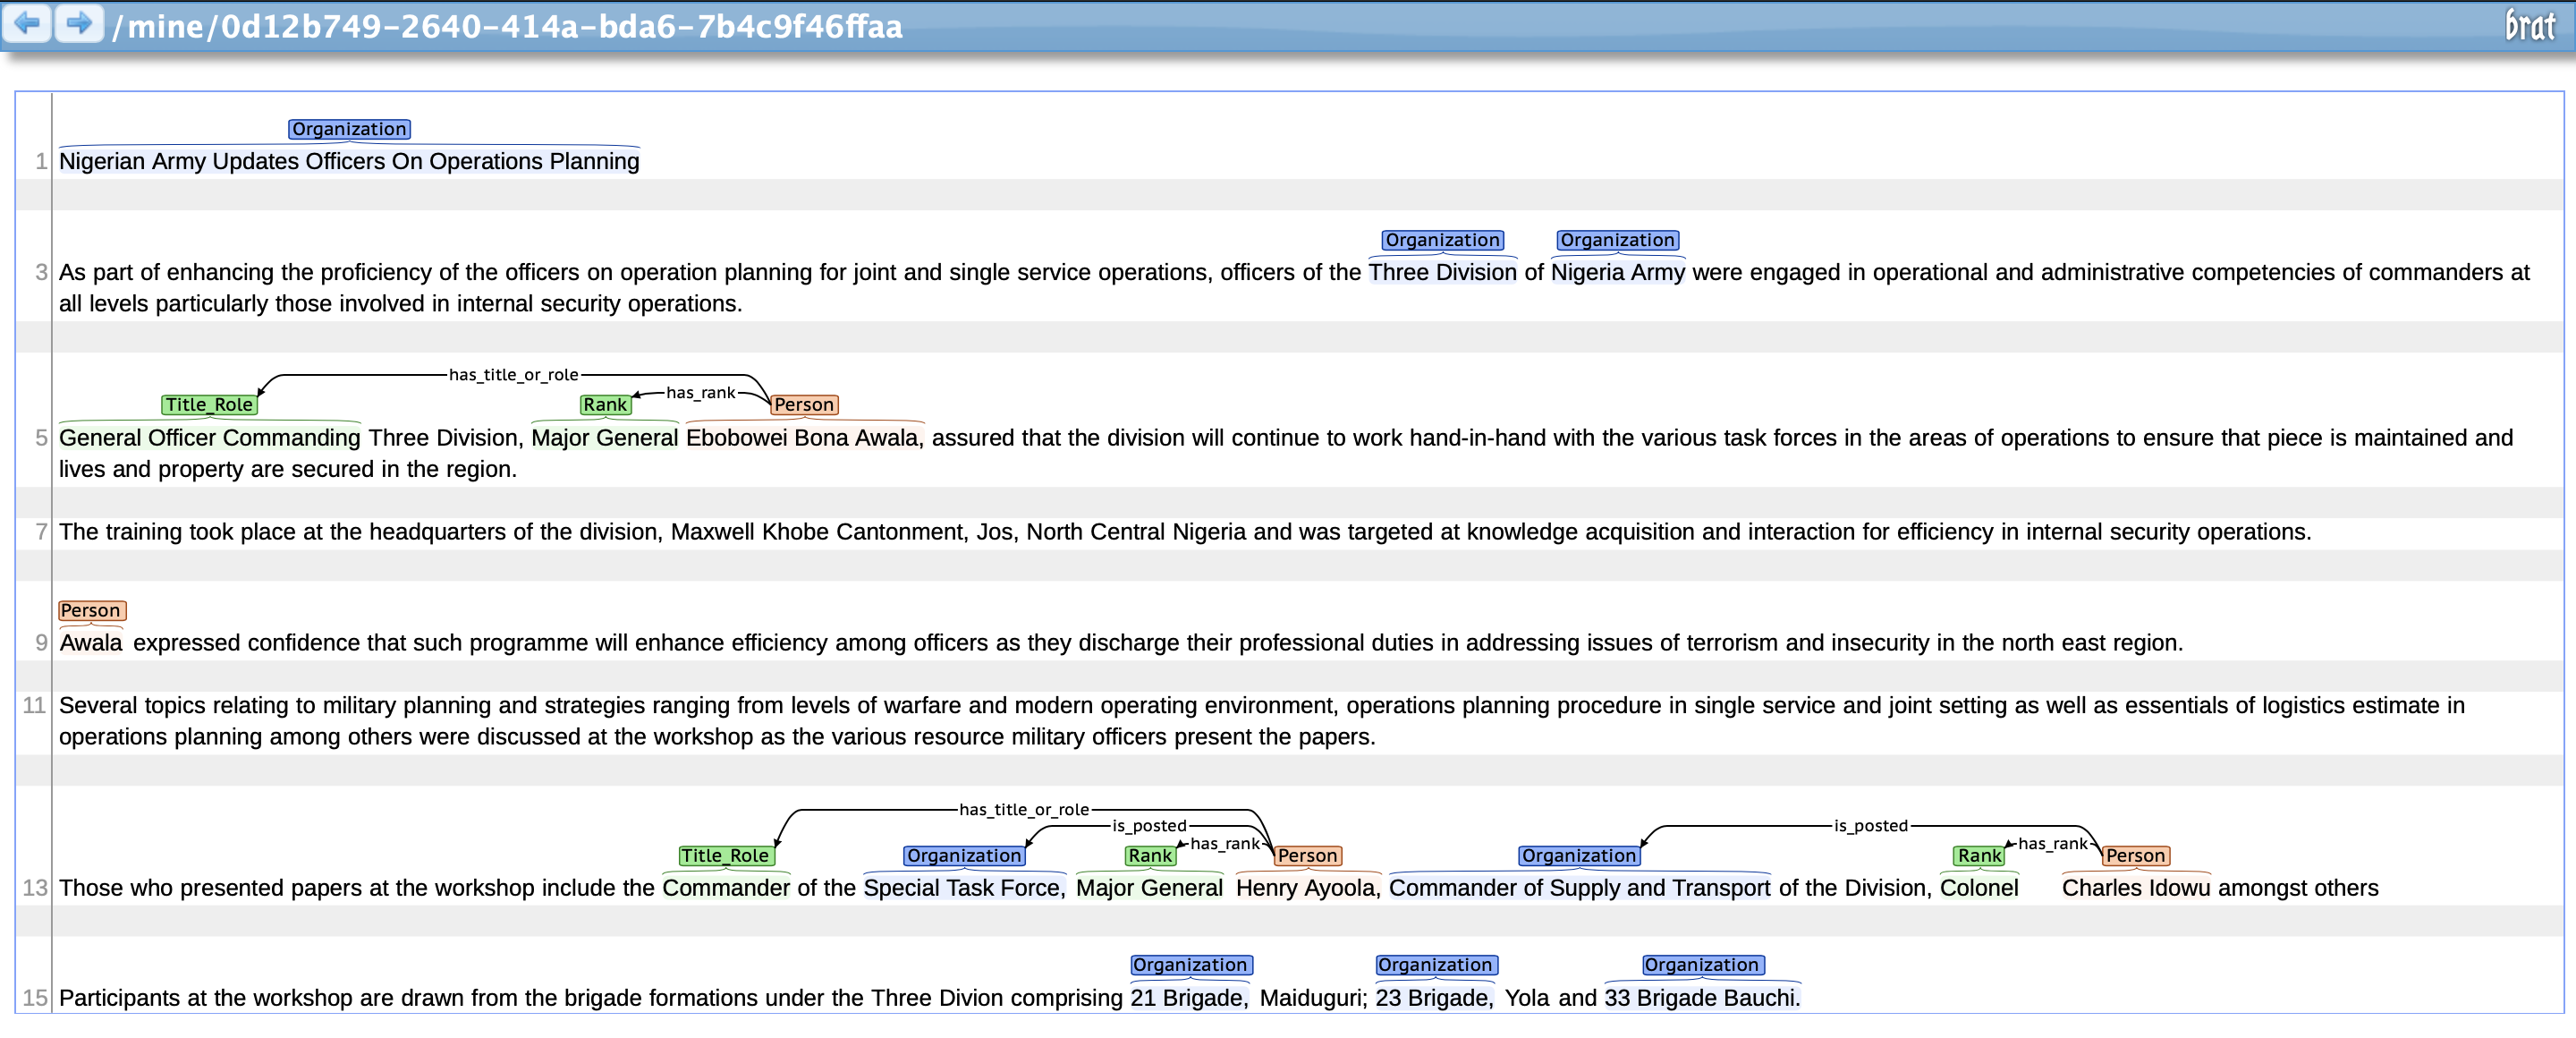 /mine/0d12b749-2640-414a-bda6-7b4c9f46ffaa brat
Organization
1 Nigerian Army Updates Officers On Operations Planning
Organization Organization
3 As part of enhancing the proficiency of the officers on operation planning for joint and single service operations, officers of the Three Division of Nigeria Army were engaged in operational and administrative competencies of commanders at
all levels particularly those involved in internal security operations.
has_title_or_role
has_rank
Title_Role Rank Person
5 General Officer Commanding Three Division, Major General Ebobowei Bona Awala, assured that the division will continue to work hand-in-hand with the various task forces in the areas of operations to ensure that piece is maintained and
lives and property are secured in the region.
7 The training took place at the headquarters of the division, Maxwell Khobe Cantonment, Jos, North Central Nigeria and was targeted at knowledge acquisition and interaction for efficiency in internal security operations.
Person
9 Awala expressed confidence that such programme will enhance efficiency among officers as they discharge their professional duties in addressing issues of terrorism and insecurity in the north east region.
11 Several topics relating to military planning and strategies ranging from levels of warfare and modern operating environment, operations planning procedure in single service and joint setting as well as essentials of logistics estimate in
operations planning among others were discussed at the workshop as the various resource military officers present the papers.
has_title_or_role
is_posted is_posted
has_rank has_rank
Title_Role Organization Rank Person Organization Rank Person
13 Those who presented papers at the workshop include the Commander of the Special Task Force, Major General Henry Ayoola, Commander of Supply and Transport of the Division, Colonel Charles Idowu amongst others
Organization Organization Organization
15 Participants at the workshop are drawn from the brigade formations under the Three Divion comprising 21 Brigade, Maiduguri; 23 Brigade, Yola and 33 Brigade Bauchi.